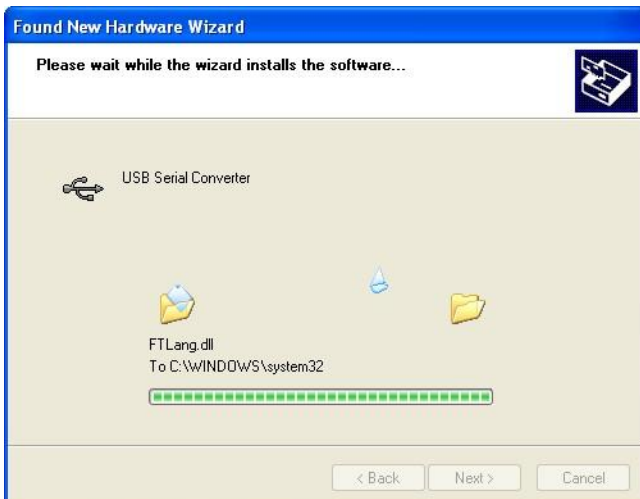 Found New Hardware Wizard
Please wait while the wizard installs the software...
USB Serial Converter
FTLang.dll
To C:\WINDOWS\system32
< Back Next > Cancel